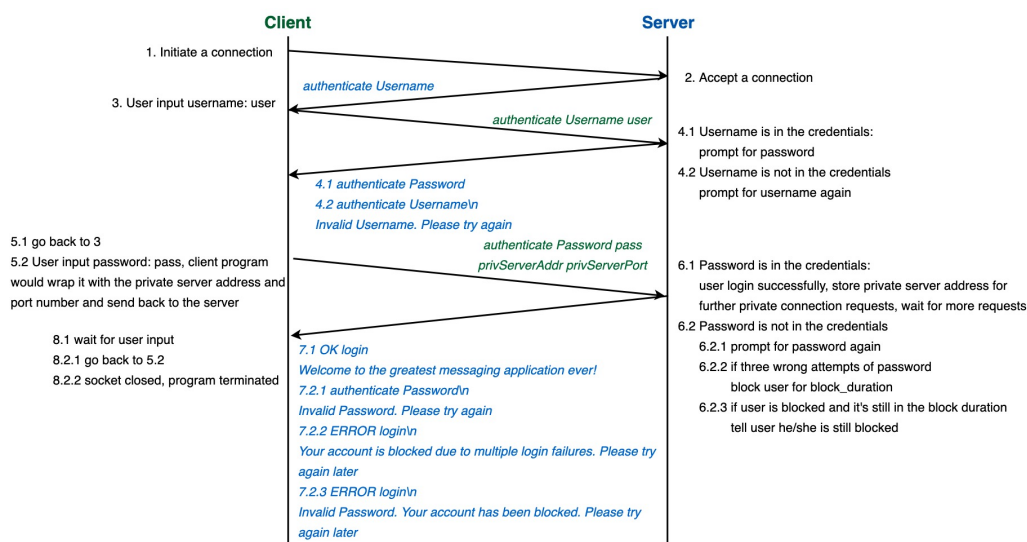 Client
Server
1. Initiate a connection
2. Accept a connection
authenticate Username
3. User input username: user
authenticate Username user
4.1 Username is in the credentials:
prompt for password
4.2 Username is not in the credentials
prompt for username again
4.1 authenticate Password
4.2 authenticate Username\n
Invalid Username. Please try again
5.1 go back to 3
5.2 User input password: pass, client program
would wrap it with the private server address and
port number and send back to the server
authenticate Password pass
privServerAddr privServerPort
6.1 Password is in the credentials:
user login successfully, store private server address for
further private connection requests, wait for more requests
6.2 Password is not in the credentials
6.2.1 prompt for password again
6.2.2 if three wrong attempts of password
block user for block_duration
6.2.3 if user is blocked and it's still in the block duration
tell user he/she is still blocked
8.1 wait for user input
8.2.1 go back to 5.2
8.2.2 socket closed, program terminated
7.1 OK login
Welcome to the greatest messaging application ever!
7.2.1 authenticate Password\n
Invalid Password. Please try again
7.2.2 ERROR login\n
Your account is blocked due to multiple login failures. Please try
again later
7.2.3 ERROR login\n
Invalid Password. Your account has been blocked. Please try
again later